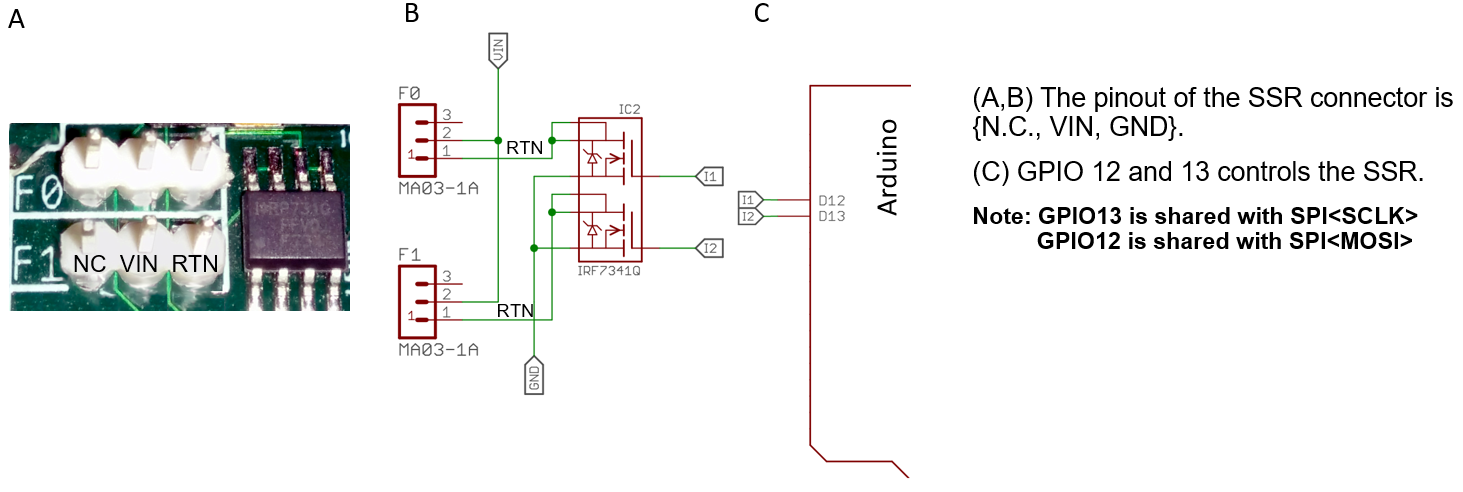 A
B
C
F0
F1
NC VIN RTN
VIN
F0
3
2
1
1
MA03-1A
RTN
IC2
I1
I2
IRF7341Q
F1
3
2
1
1
MA03-1A
RTN
GND
Arduino
I1
I2
D12
D13
(A,B) The pinout of the SSR connector is
{N.C., VIN, GND}.
(C) GPIO 12 and 13 controls the SSR.
Note: GPIO13 is shared with SPI<SCLK>
GPIO12 is shared with SPI<MOSI>